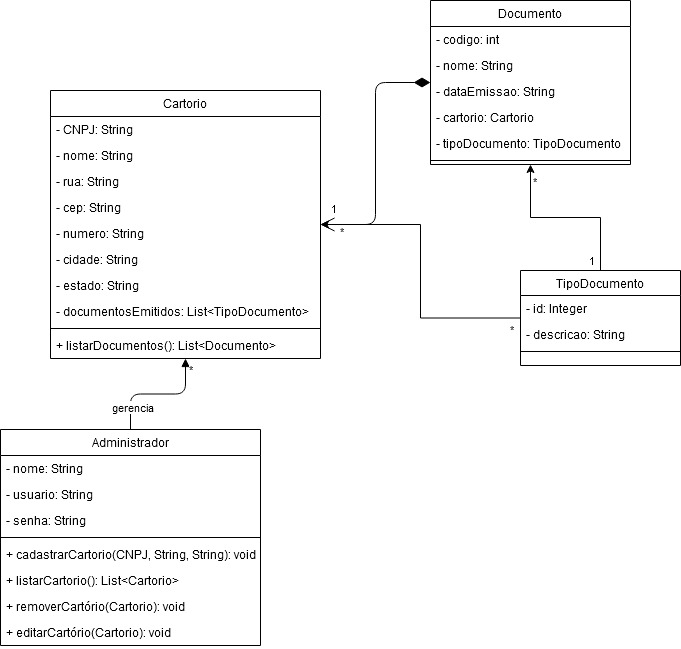 Documento
- codigo: int
- nome: String
- dataEmissao: String
- cartorio: Cartorio
- tipoDocumento: TipoDocumento
Cartorio
- CNPJ: String
- nome: String
- rua: String
- cep: String
- numero: String
- cidade: String
- estado: String
- documentosEmitidos: List<TipoDocumento>
+ listarDocumentos(): List<Documento>
1
*
*
1
*
TipoDocumento
- id: Integer
- descricao: String
*
gerencia
Administrador
- nome: String
- usuario: String
- senha: String
+ cadastrarCartorio(CNPJ, String, String): void
+ listarCartorio(): List<Cartorio>
+ removerCartório(Cartorio): void
+ editarCartório(Cartorio): void